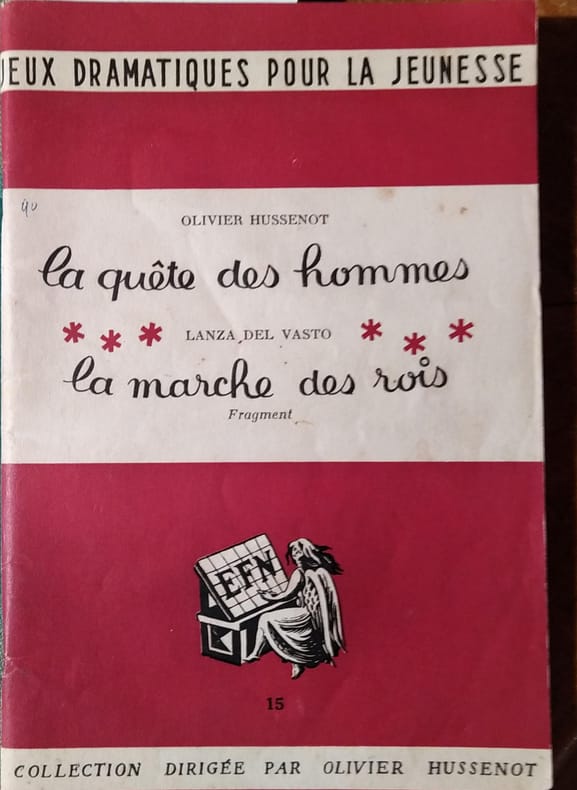 JEUX DRAMATIQUES POUR LA JEUNESSE
OLIVIER HUSSENOT
la quête des hommes
LANZA DEL VASTO
la marche des rois
Fragment
EFN
15
COLLECTION DIRIGÉE PAR OLIVIER HUSSENOT